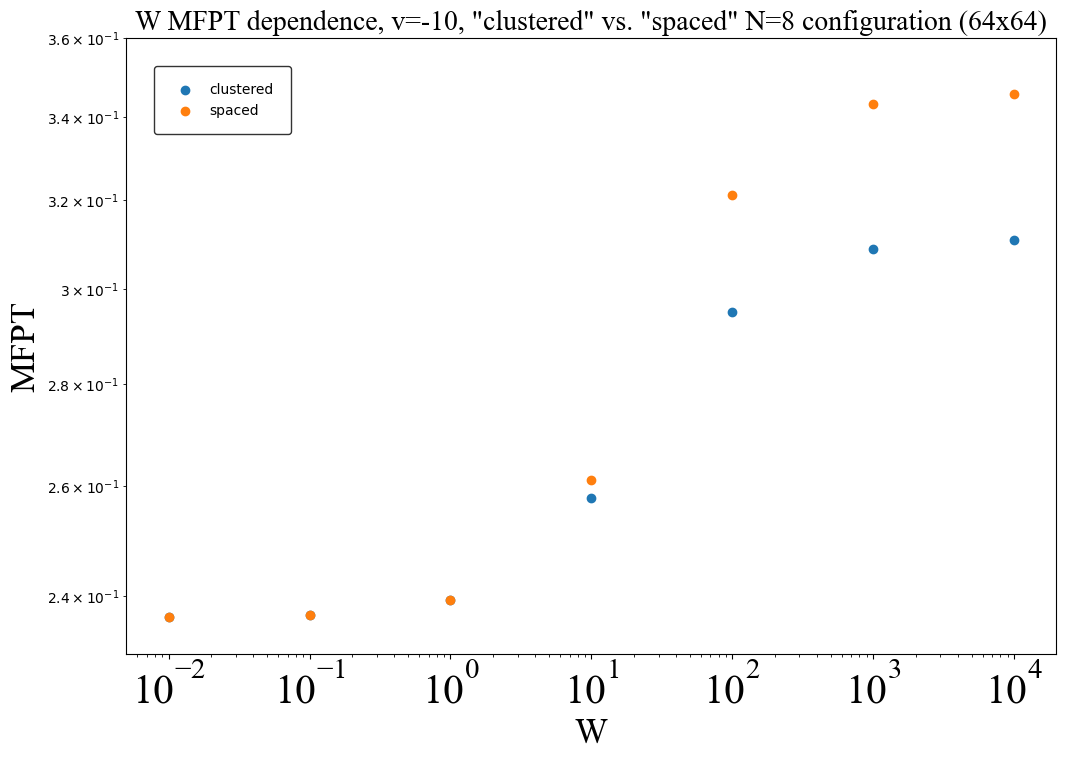 W MFPT dependence, v=-10, "clustered" vs. "spaced" N=8 configuration (64x64)
3.6 × 10⁻¹
clustered
spaced
3.4 × 10⁻¹
3.2 × 10⁻¹
3 × 10⁻¹
MFPT
2.8 × 10⁻¹
2.6 × 10⁻¹
2.4 × 10⁻¹
10⁻² 10⁻¹ 10⁰ 10¹ 10² 10³ 10⁴
W